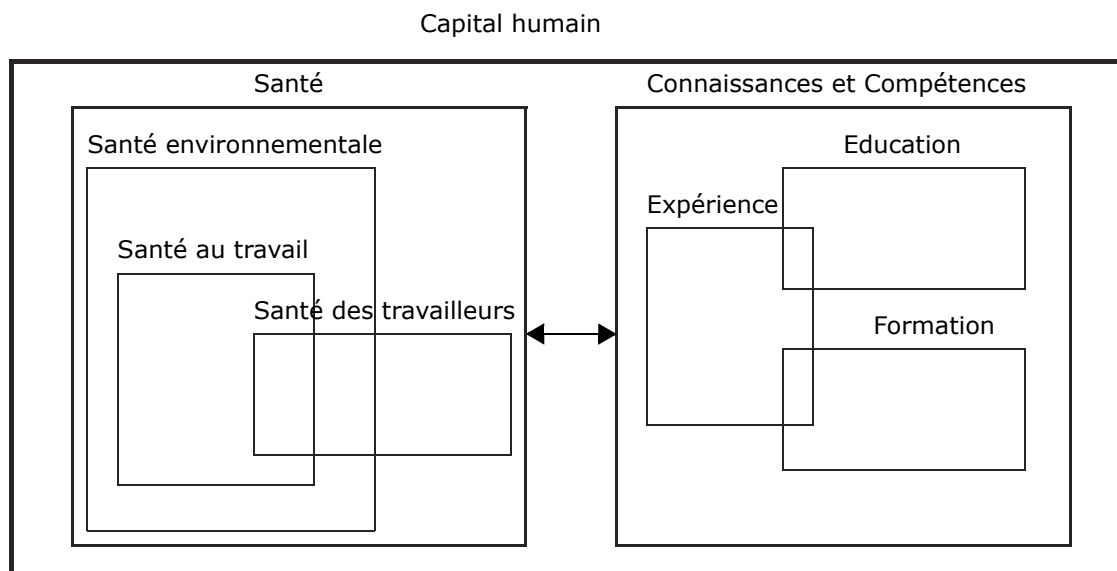 Capital humain
Santé
Connaissances et Compétences
Santé environnementale
Santé au travail
Santé des travailleurs
Education
Expérience
Formation